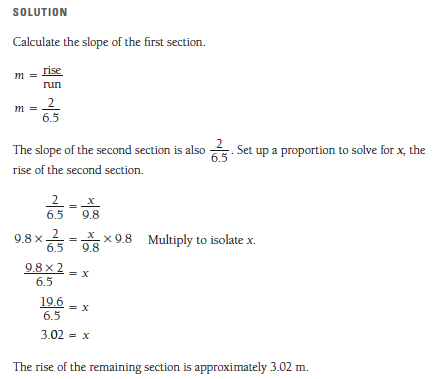 SOLUTION
Calculate the slope of the first section.
m = rise/run
m = 2/6.5
The slope of the second section is also 2/6.5. Set up a proportion to solve for x, the
rise of the second section.
2/6.5 = x/9.8
9.8 × 2/6.5 = x/9.8 × 9.8 Multiply to isolate x.
9.8 × 2/6.5 = x
19.6/6.5 = x
3.02 = x
The rise of the remaining section is approximately 3.02 m.